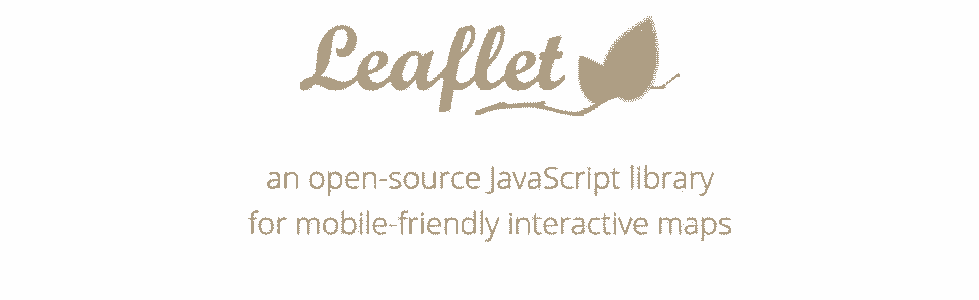 Leaflet
an open-source JavaScript library
for mobile-friendly interactive maps